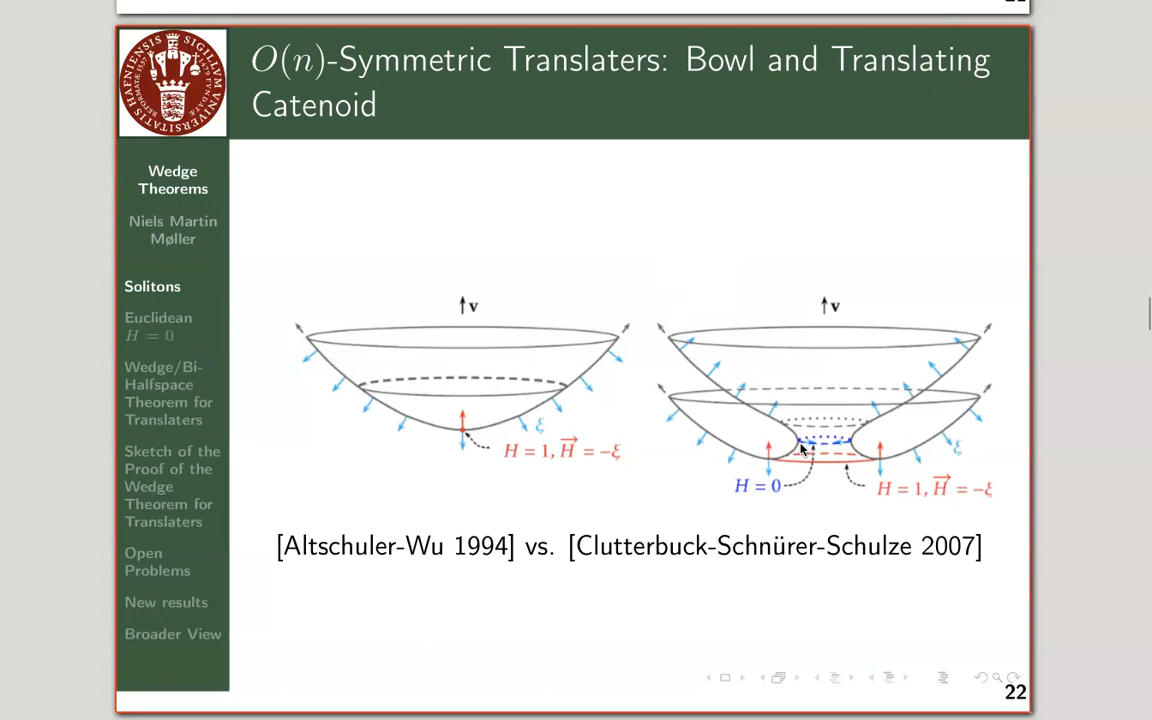 O(n)-Symmetric Translaters: Bowl and Translating
Catenoid
Wedge
Theorems
Niels Martin
Møller
Solitons
Euclidean
H = 0
Wedge/Bi-
Halfspace
Theorem for
Translaters
Sketch of the
Proof of the
Wedge
Theorem for
Translaters
Open
Problems
New results
Broader View
v
ξ
H = 1, H⃗ = −ξ
v
ξ
H = 0
H = 1, H⃗ = −ξ
[Altschuler-Wu 1994] vs. [Clutterbuck-Schnürer-Schulze 2007]
22